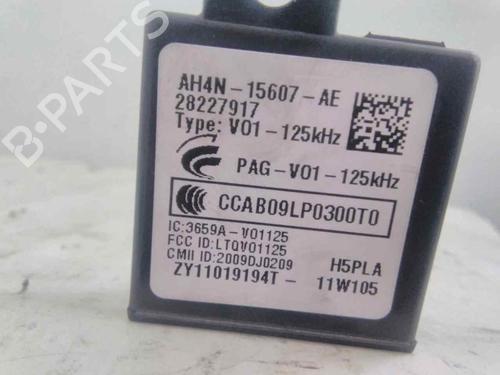 AH4N-15607-AE
28227917
Type: V01-125kHz
PAG-V01-125kHz
CCAB09LP0300T0
IC:3659A-V01125
FCC ID:LTQV01125
CMII ID:2009DJ0209
H5PLA
ZY11019194T- 11W105
B-PARTS